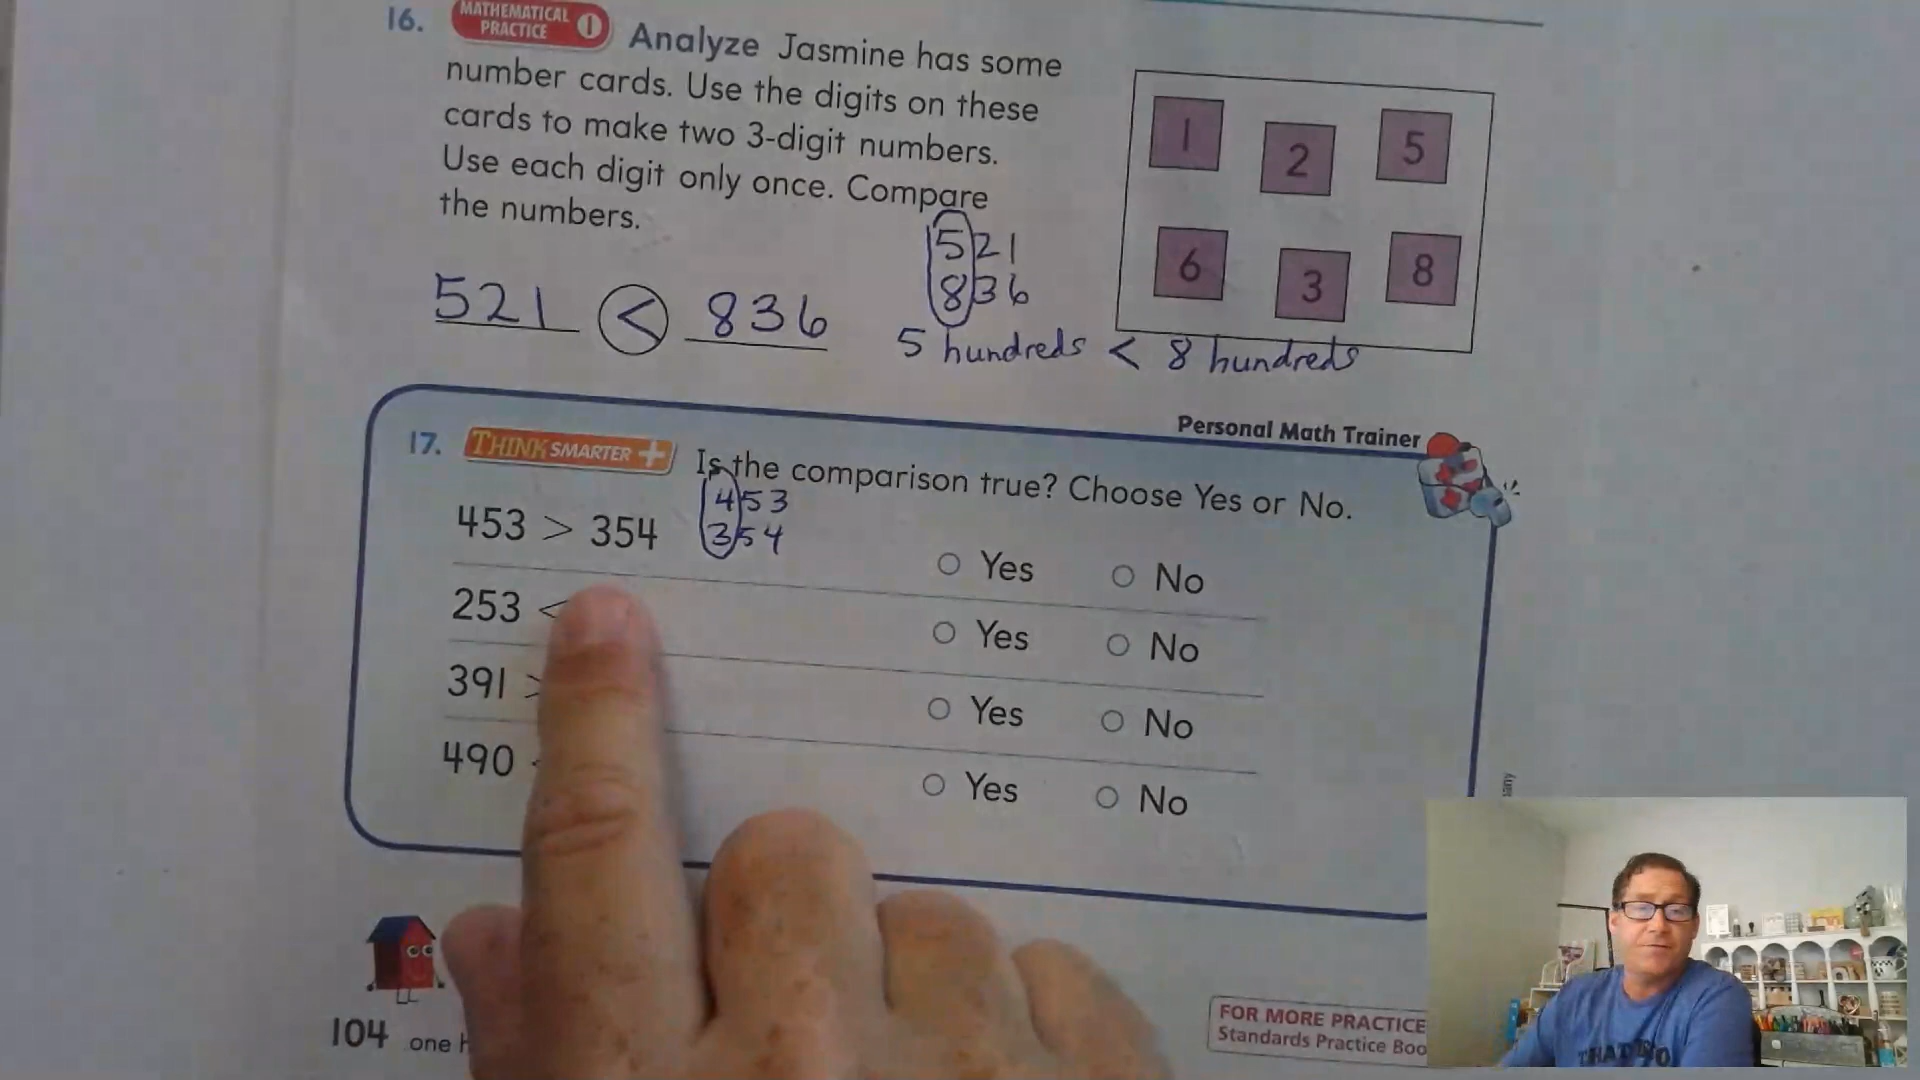 16. MATHEMATICAL PRACTICE 1 Analyze Jasmine has some
number cards. Use the digits on these
cards to make two 3-digit numbers.
Use each digit only once. Compare
the numbers.
1 2 5
6 3 8
521
836
521 < 836
5 hundreds < 8 hundreds
Personal Math Trainer
17. THINK SMARTER + Is the comparison true? Choose Yes or No.
453
354
453 > 354 Yes No
253 < Yes No
391 > Yes No
490 Yes No
104 one
FOR MORE PRACTICE
Standards Practice Boo